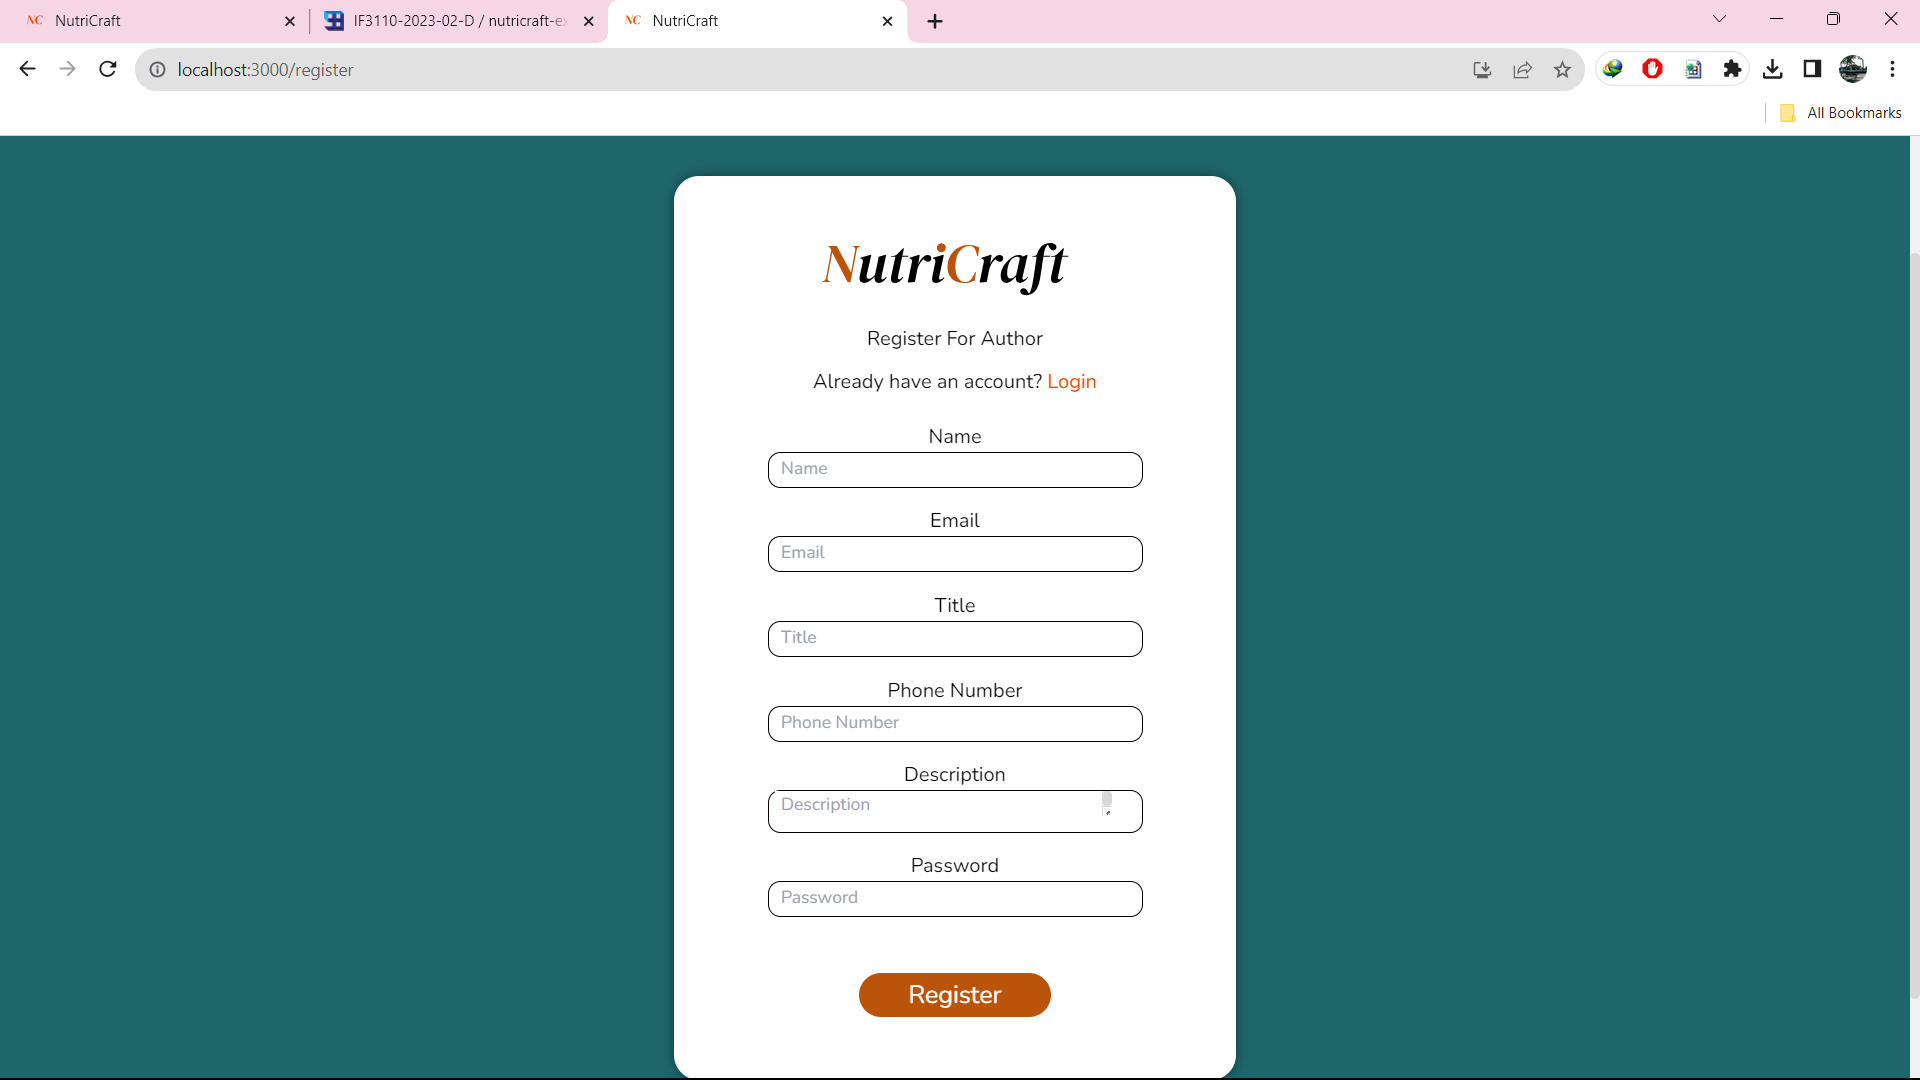 NC NutriCraft
IF3110-2023-02-D / nutricraft-ex
NC NutriCraft
localhost:3000/register
All Bookmarks
NutriCraft
Register For Author
Already have an account? Login
Name
Name
Email
Email
Title
Title
Phone Number
Phone Number
Description
Description
Password
Password
Register